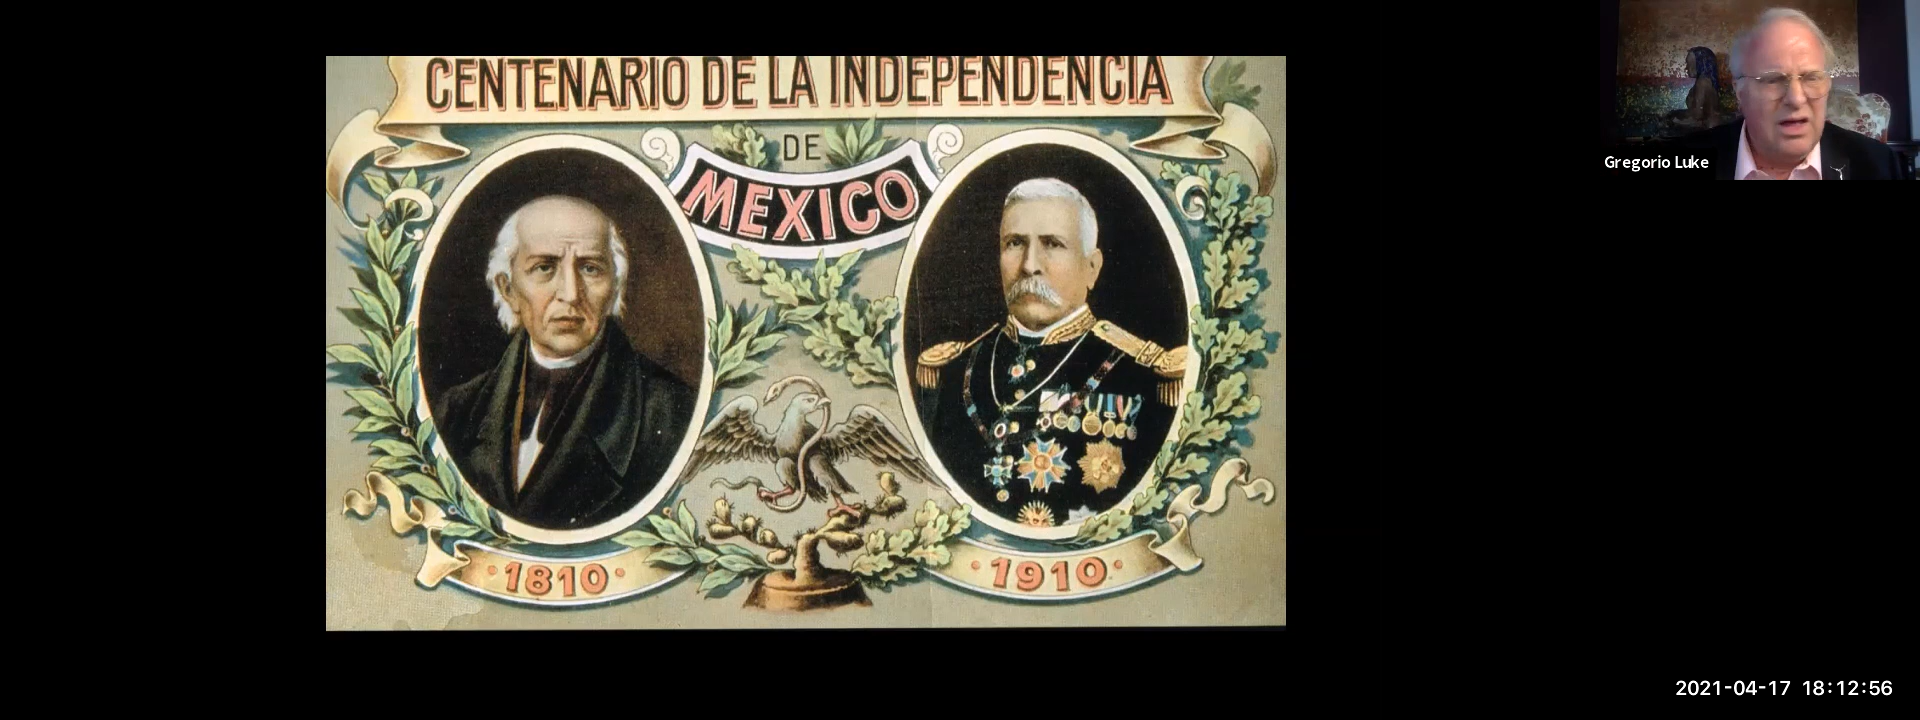 CENTENARIO DE LA INDEPENDENCIA
DE
MEXICO
·1810·
·1910·
Gregorio Luke
2021-04-17 18:12:56